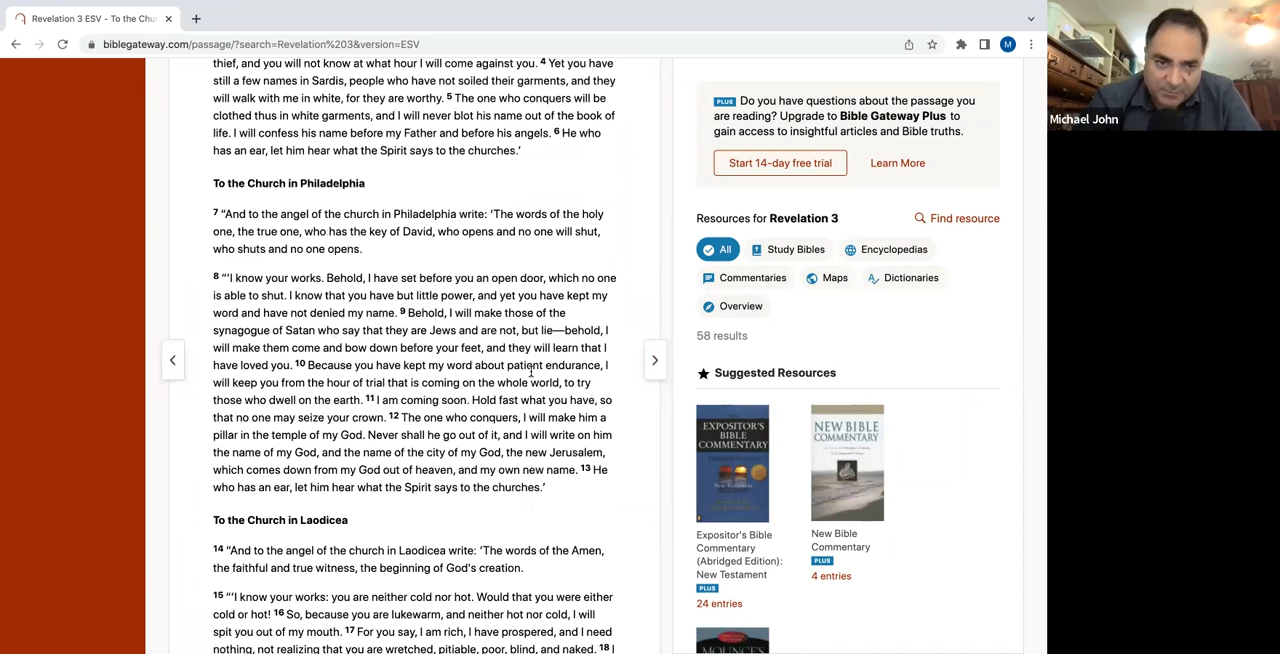 Revelation 3 ESV - To the Chu
biblegateway.com/passage/?search=Revelation%203&version=ESV
M
Michael John
thief, and you will not know at what hour I will come against you. 4 Yet you have
still a few names in Sardis, people who have not soiled their garments, and they
will walk with me in white, for they are worthy. 5 The one who conquers will be
clothed thus in white garments, and I will never blot his name out of the book of
life. I will confess his name before my Father and before his angels. 6 He who
has an ear, let him hear what the Spirit says to the churches.’
To the Church in Philadelphia
7 “And to the angel of the church in Philadelphia write: ‘The words of the holy
one, the true one, who has the key of David, who opens and no one will shut,
who shuts and no one opens.
8 “‘I know your works. Behold, I have set before you an open door, which no one
is able to shut. I know that you have but little power, and yet you have kept my
word and have not denied my name. 9 Behold, I will make those of the
synagogue of Satan who say that they are Jews and are not, but lie—behold, I
will make them come and bow down before your feet, and they will learn that I
have loved you. 10 Because you have kept my word about patient endurance, I
will keep you from the hour of trial that is coming on the whole world, to try
those who dwell on the earth. 11 I am coming soon. Hold fast what you have, so
that no one may seize your crown. 12 The one who conquers, I will make him a
pillar in the temple of my God. Never shall he go out of it, and I will write on him
the name of my God, and the name of the city of my God, the new Jerusalem,
which comes down from my God out of heaven, and my own new name. 13 He
who has an ear, let him hear what the Spirit says to the churches.’
To the Church in Laodicea
14 “And to the angel of the church in Laodicea write: ‘The words of the Amen,
the faithful and true witness, the beginning of God's creation.
15 “‘I know your works: you are neither cold nor hot. Would that you were either
cold or hot! 16 So, because you are lukewarm, and neither hot nor cold, I will
spit you out of my mouth. 17 For you say, I am rich, I have prospered, and I need
nothing, not realizing that you are wretched, pitiable, poor, blind, and naked. 18 I
PLUS Do you have questions about the passage you
are reading? Upgrade to Bible Gateway Plus to
gain access to insightful articles and Bible truths.
Start 14-day free trial
Learn More
Resources for Revelation 3
Find resource
All
Study Bibles
Encyclopedias
Commentaries
Maps
Dictionaries
Overview
58 results
Suggested Resources
EXPOSITOR'S
BIBLE
COMMENTARY
New Testament
NEW BIBLE
COMMENTARY
Expositor's Bible
Commentary
(Abridged Edition):
New Testament
PLUS
24 entries
New Bible
Commentary
PLUS
4 entries
MOUNCE'S